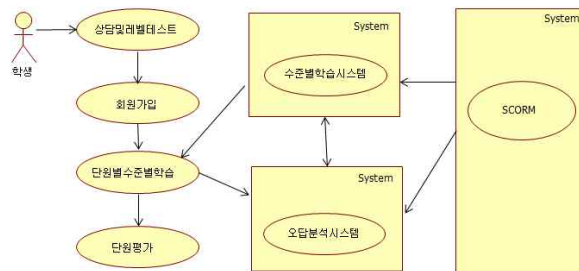 학생
상담및레벨테스트
회원가입
단원별수준별학습
단원평가
System
수준별학습시스템
System
오답분석시스템
System
SCORM